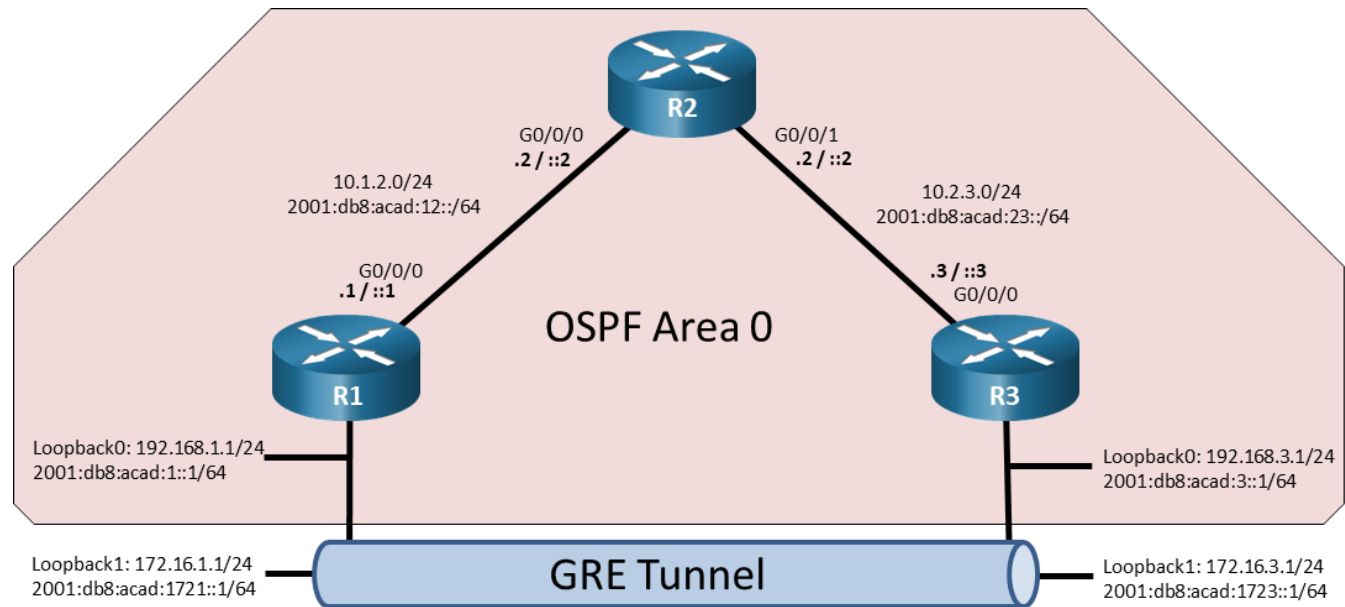 R2
G0/0/0
.2 / ::2
G0/0/1
.2 / ::2
10.1.2.0/24
2001:db8:acad:12::/64
10.2.3.0/24
2001:db8:acad:23::/64
G0/0/0
.1 / ::1
.3 / ::3
G0/0/0
OSPF Area 0
R1
R3
Loopback0: 192.168.1.1/24
2001:db8:acad:1::1/64
Loopback0: 192.168.3.1/24
2001:db8:acad:3::1/64
Loopback1: 172.16.1.1/24
2001:db8:acad:1721::1/64
GRE Tunnel
Loopback1: 172.16.3.1/24
2001:db8:acad:1723::1/64